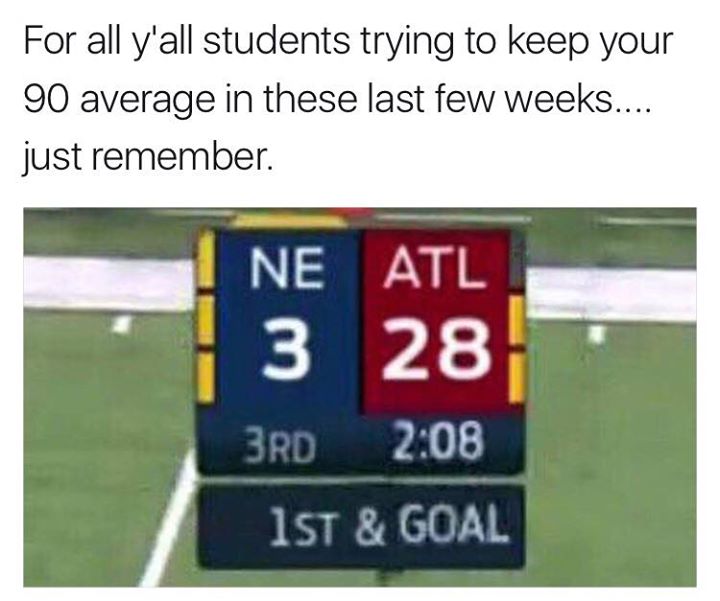 For all y'all students trying to keep your
90 average in these last few weeks....
just remember.
NE ATL
3 28
3RD 2:08
1ST & GOAL